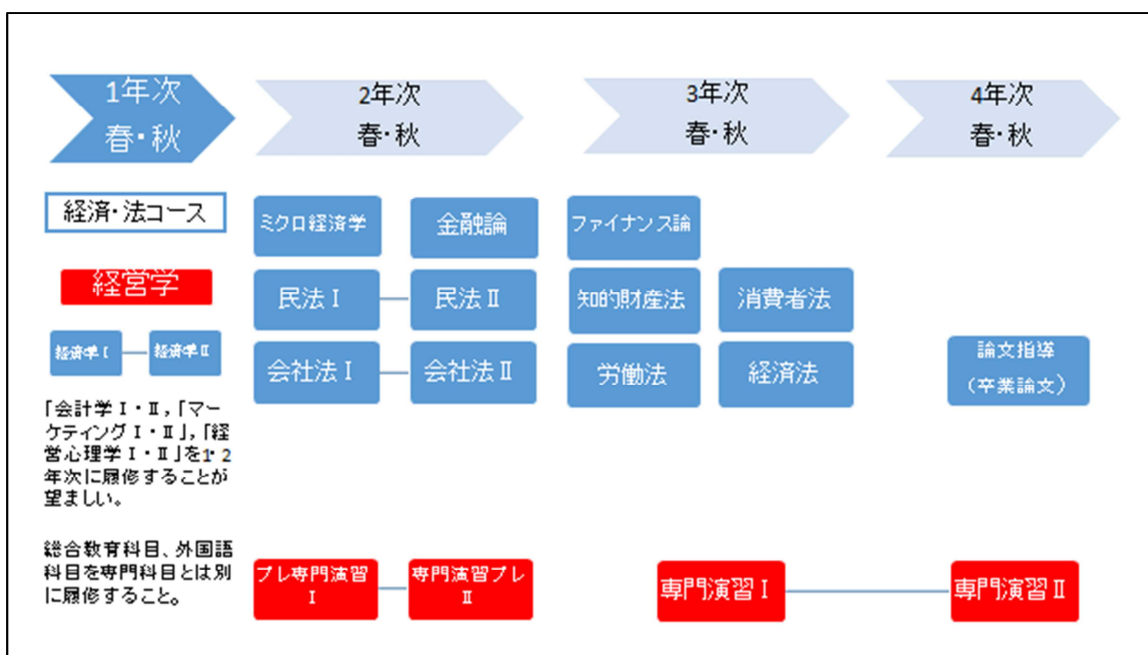 1年次
春・秋
2年次
春・秋
3年次
春・秋
4年次
春・秋
経済・法コース
ミクロ経済学
金融論
ファイナンス論
経営学
民法Ⅰ
民法Ⅱ
知的財産法
消費者法
経済学Ⅰ
経済学Ⅱ
会社法Ⅰ
会社法Ⅱ
労働法
経済法
論文指導
(卒業論文)
「会計学Ⅰ・Ⅱ」,「マー
ケティングⅠ・Ⅱ」,「経
営心理学Ⅰ・Ⅱ」を1・2
年次に履修することが
望ましい。
総合教育科目、外国語
科目を専門科目とは別
に履修すること。
プレ専門演習
Ⅰ
専門演習プレ
Ⅱ
専門演習Ⅰ
専門演習Ⅱ